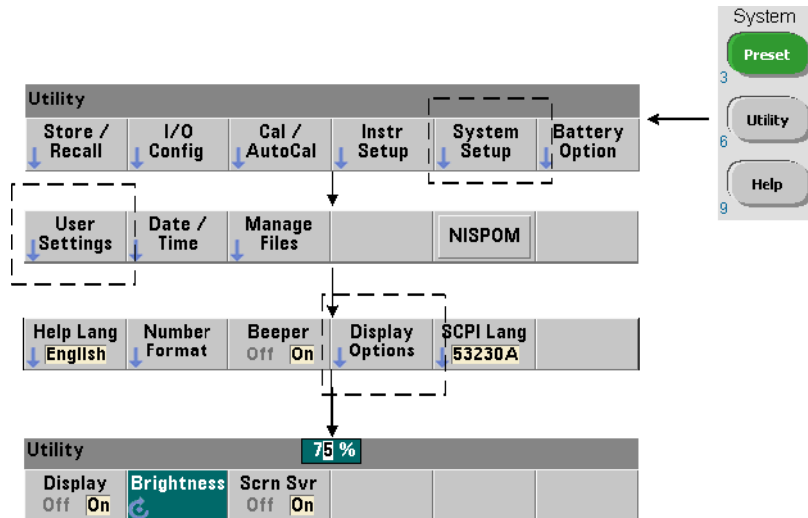 System
Preset
3
Utility
6
Help
9
Utility
Store / Recall
I/O Config
Cal / AutoCal
Instr Setup
System Setup
Battery Option
User Settings
Date / Time
Manage Files
NISPOM
Help Lang English
Number Format
Beeper Off On
Display Options
SCPI Lang 53230A
Utility 75 %
Display Off On
Brightness
Scrn Svr Off On